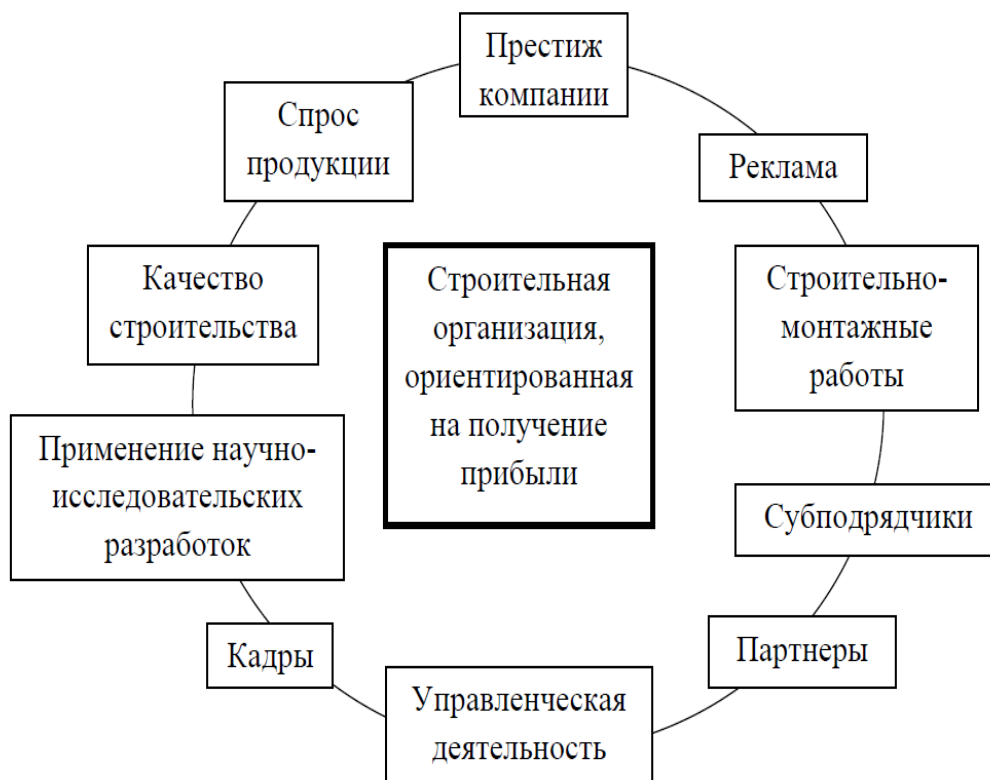 Престиж
компании
Спрос
продукции
Реклама
Качество
строительства
Строительная
организация,
ориентированная
на получение
прибыли
Строительно-
монтажные
работы
Применение научно-
исследовательских
разработок
Субподрядчики
Кадры
Партнеры
Управленческая
деятельность